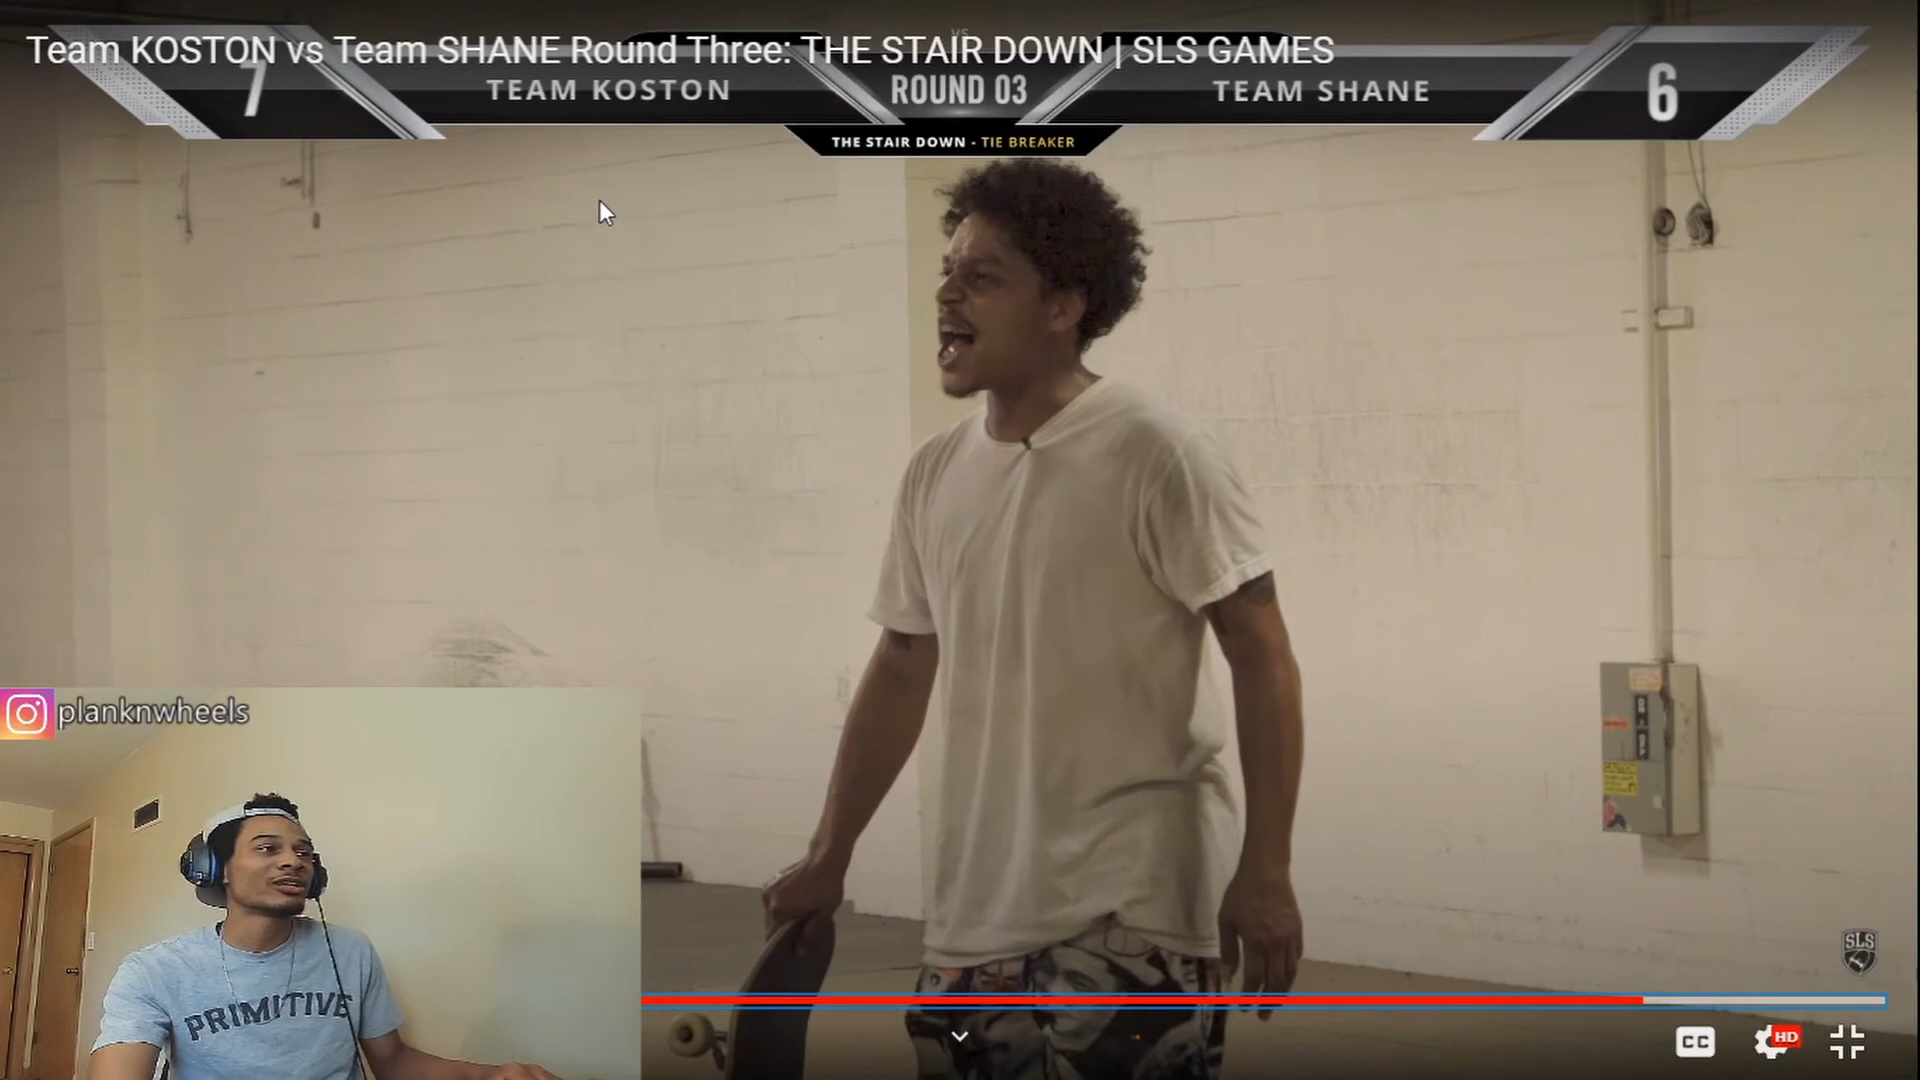 Team KOSTON vs Team SHANE Round Three: THE STAIR DOWN | SLS GAMES
VS
7
TEAM KOSTON
ROUND 03
TEAM SHANE
6
THE STAIR DOWN - TIE BREAKER
planknwheels
PRIMITIVE
SLS
CC
HD